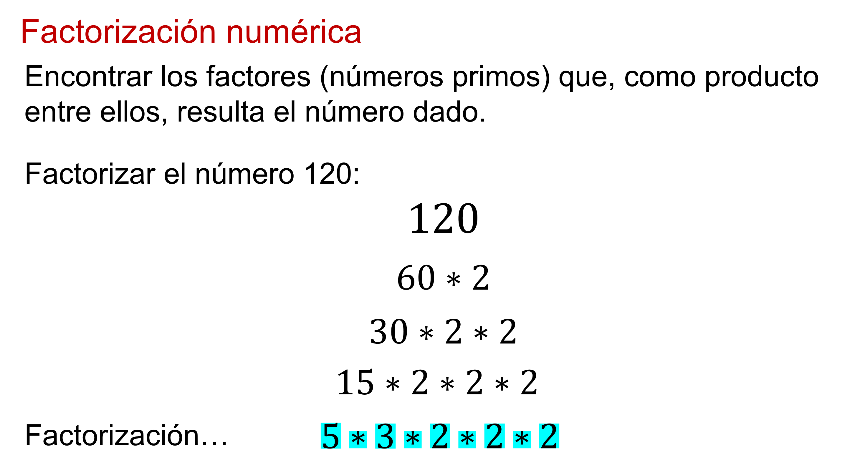 Factorización numérica
Encontrar los factores (números primos) que, como producto
entre ellos, resulta el número dado.
Factorizar el número 120:
120
60 ∗ 2
30 ∗ 2 ∗ 2
15 ∗ 2 ∗ 2 ∗ 2
Factorización… 5 ∗ 3 ∗ 2 ∗ 2 ∗ 2